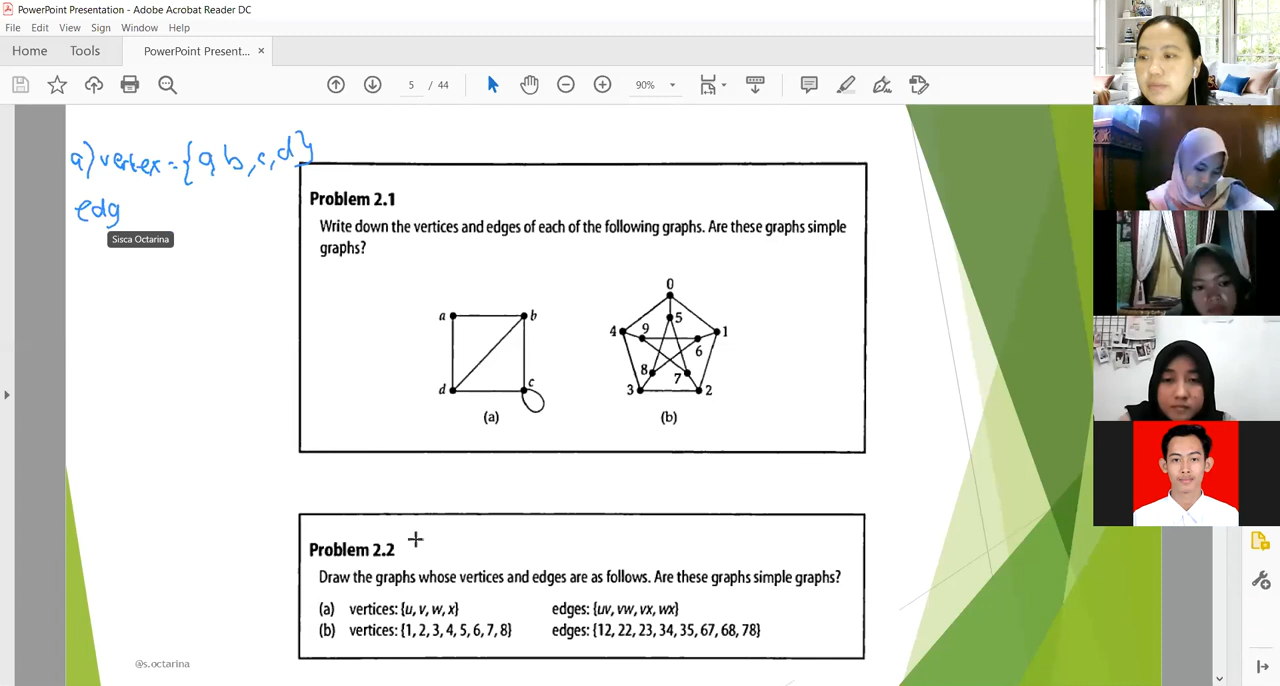 PowerPoint Presentation - Adobe Acrobat Reader DC
File Edit View Sign Window Help
Home Tools PowerPoint Present... ×
5 / 44 90%
a) vertex = {a b, c, d}
edg
Sisca Octarina
Problem 2.1
Write down the vertices and edges of each of the following graphs. Are these graphs simple
graphs?
0
a b 4 9 5 1
6
8 7
d c 3 2
(a) (b)
Problem 2.2
Draw the graphs whose vertices and edges are as follows. Are these graphs simple graphs?
(a) vertices: {u, v, w, x} edges: {uv, vw, vx, wx}
(b) vertices: {1, 2, 3, 4, 5, 6, 7, 8} edges: {12, 22, 23, 34, 35, 67, 68, 78}
@s.octarina